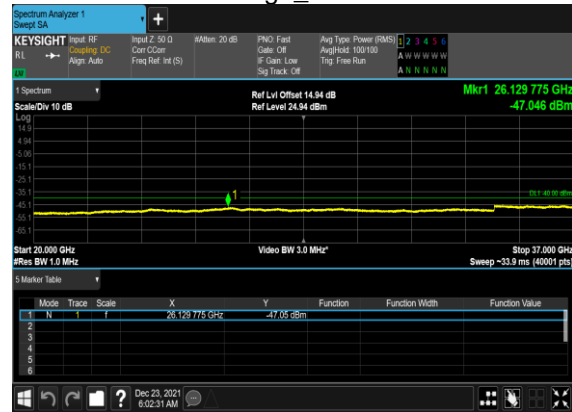 Spectrum Analyzer 1
Swept SA
KEYSIGHT Input: RF Input Z: 50 Ω #Atten: 20 dB PNO: Fast Avg Type: Power (RMS) 1 2 3 4 5 6
RL Coupling: DC Corr CCorr Gate: Off Avg|Hold: 100/100 A W W W W W
Align: Auto Freq Ref: Int (S) IF Gain: Low Trig: Free Run
Sig Track: Off A N N N N N
1 Spectrum Ref Lvl Offset 14.94 dB Mkr1 26.129 775 GHz
Scale/Div 10 dB Ref Level 24.94 dBm -47.046 dBm
Log
14.9
4.94
-5.06
-15.1
-25.1
-35.1
1
-45.1
-55.1
-65.1
Start 20.000 GHz Video BW 3.0 MHz* Stop 37.000 GHz
#Res BW 1.0 MHz Sweep ~33.9 ms (40001 pts)
5 Marker Table
Mode Trace Scale X Y Function Function Width Function Value
1 N 1 f 26.129 775 GHz -47.05 dBm
2
3
4
5
6
? Dec 23, 2021
6:02:31 AM